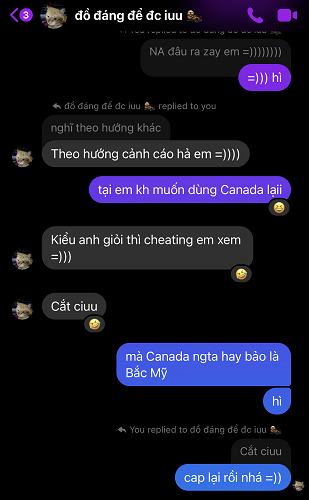 3
đồ đáng để đc iuu
You replied to đồ đáng để đc iuu
NA đâu ra zay em =))))))))
=))) hì
đồ đáng để đc iuu replied to you
nghĩ theo hướng khác
Theo hướng cảnh cáo hả em =))))
tại em kh muốn dùng Canada lạii
Kiểu anh giỏi thì cheating em xem
=)))
Cắt ciuu
mà Canada ngta hay bảo là
Bắc Mỹ
hì
You replied to đồ đáng để đc iuu
Cắt ciuu
cap lại rồi nhá =))